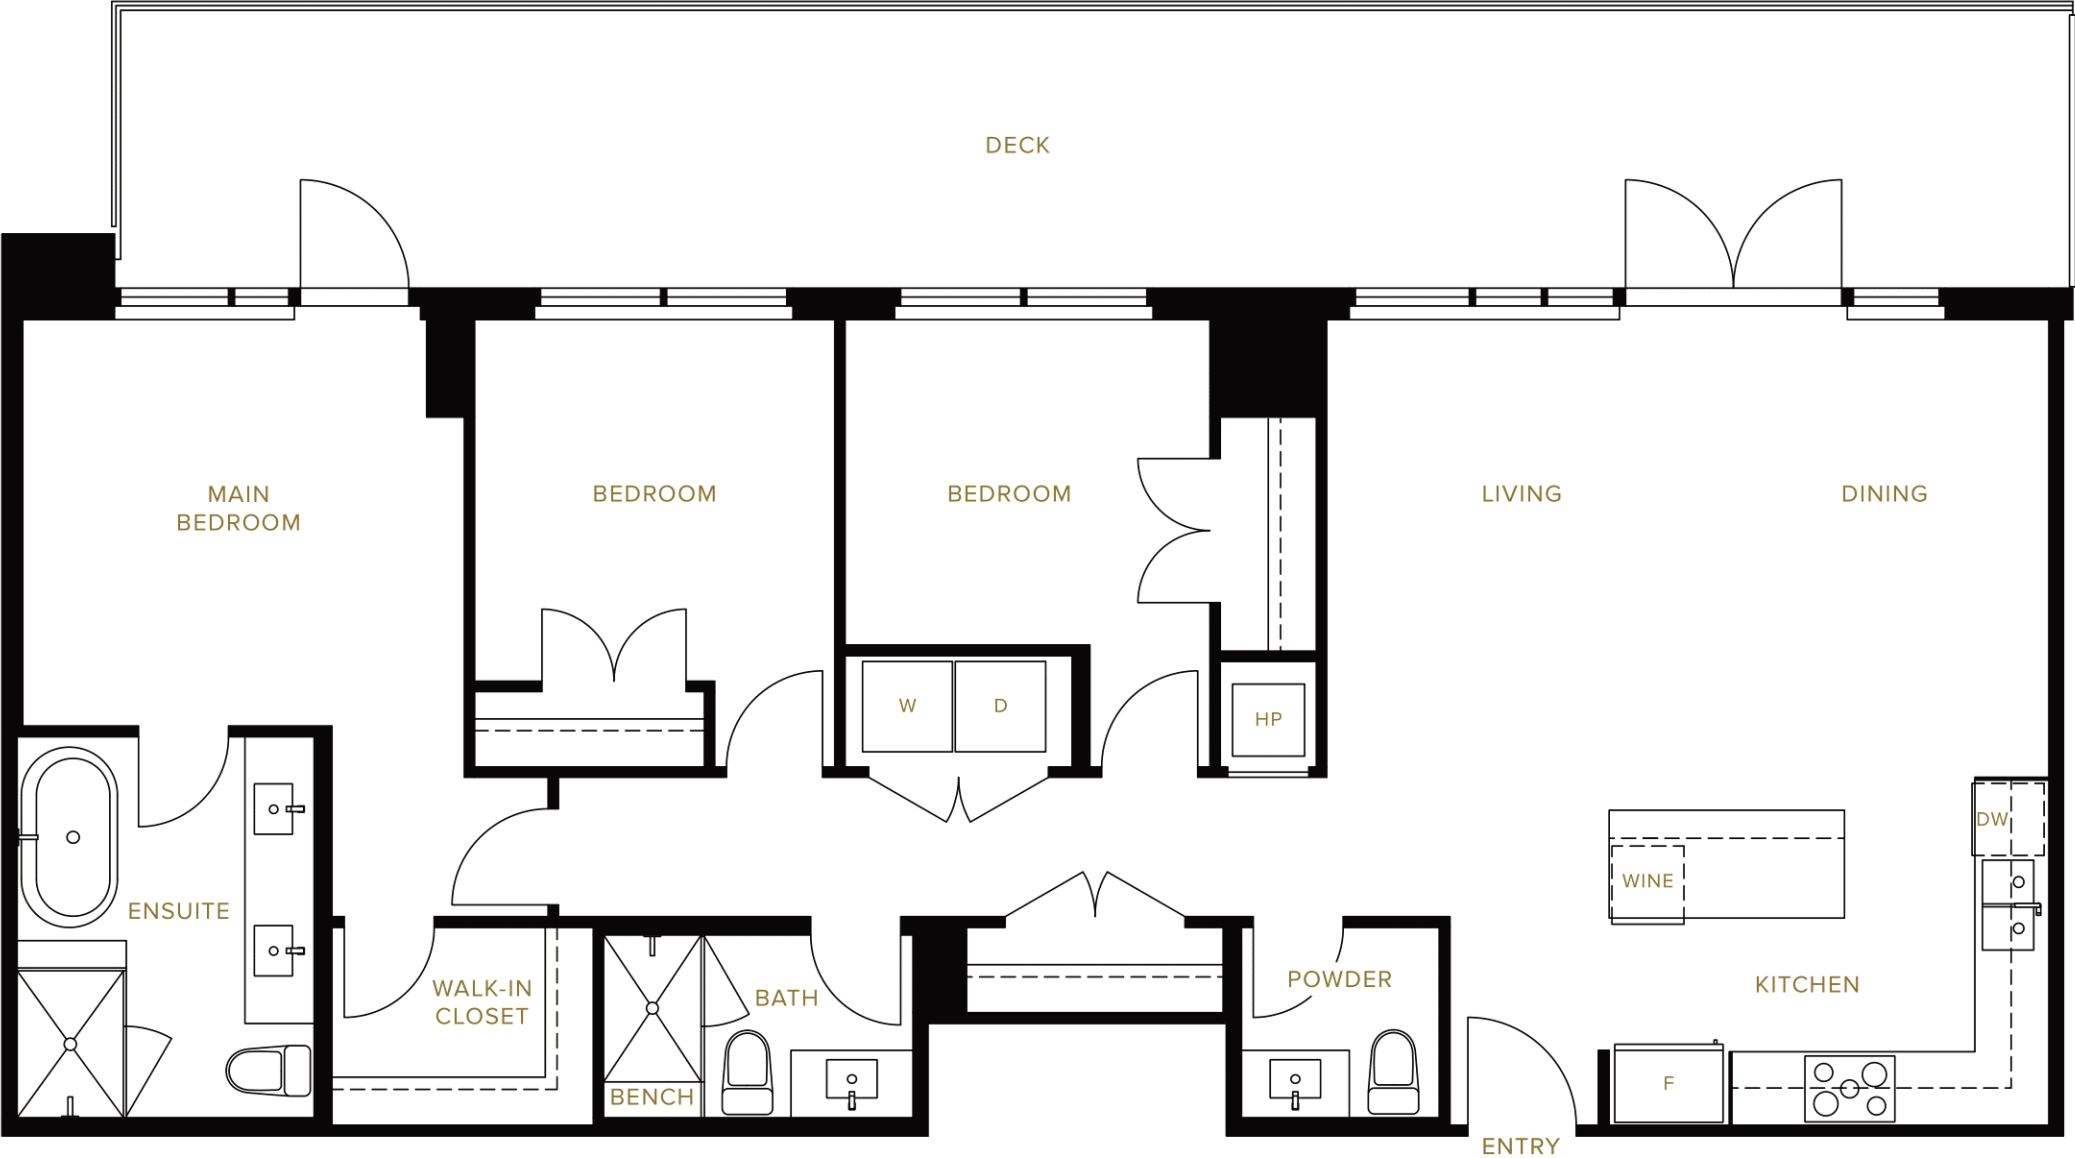 DECK
MAIN
BEDROOM
BEDROOM
BEDROOM
LIVING
DINING
W
D
HP
DW
WINE
ENSUITE
WALK-IN
CLOSET
BATH
POWDER
KITCHEN
BENCH
F
ENTRY